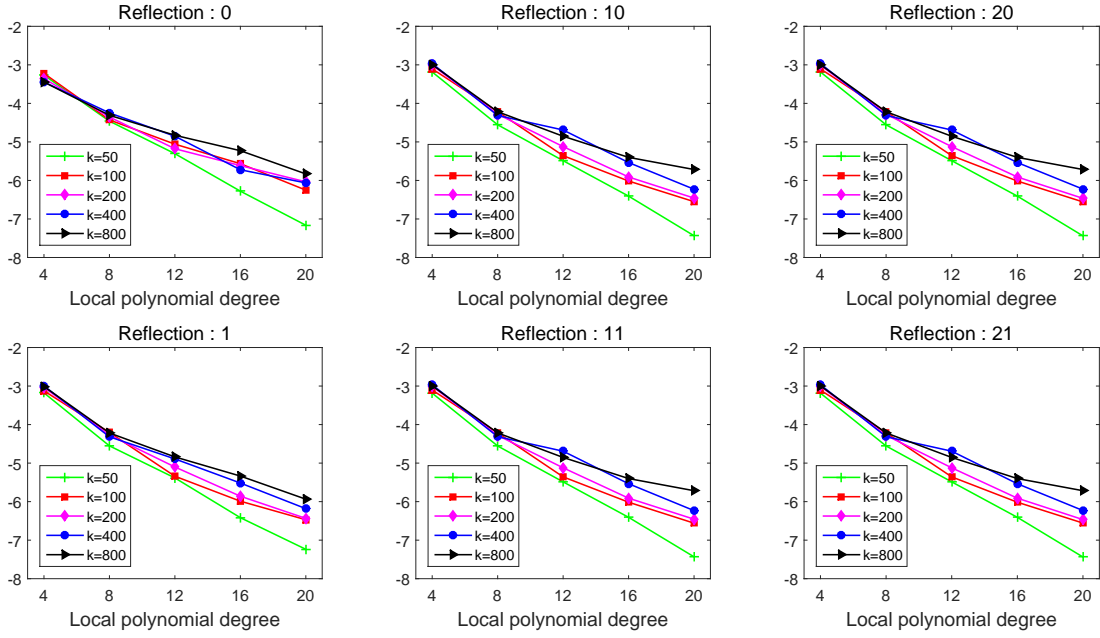 Reflection : 0
-2
-3
-4
-5
-6
-7
-8
k=50
k=100
k=200
k=400
k=800
4 8 12 16 20
Local polynomial degree
Reflection : 10
-2
-3
-4
-5
-6
-7
-8
k=50
k=100
k=200
k=400
k=800
4 8 12 16 20
Local polynomial degree
Reflection : 20
-2
-3
-4
-5
-6
-7
-8
k=50
k=100
k=200
k=400
k=800
4 8 12 16 20
Local polynomial degree
Reflection : 1
-2
-3
-4
-5
-6
-7
-8
k=50
k=100
k=200
k=400
k=800
4 8 12 16 20
Local polynomial degree
Reflection : 11
-2
-3
-4
-5
-6
-7
-8
k=50
k=100
k=200
k=400
k=800
4 8 12 16 20
Local polynomial degree
Reflection : 21
-2
-3
-4
-5
-6
-7
-8
k=50
k=100
k=200
k=400
k=800
4 8 12 16 20
Local polynomial degree